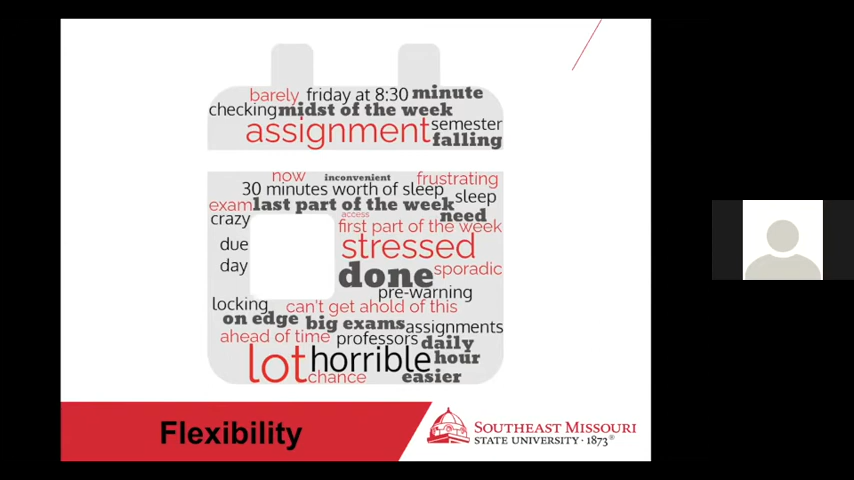 barely friday at 8:30 minute
checking midst of the week
assignment semester
falling
now inconvenient frustrating
30 minutes worth of sleep sleep
exam last part of the week need
access
crazy first part of the week
due stressed
day done sporadic
pre-warning
locking can't get ahold of this
on edge big exams assignments
ahead of time professors daily
lot horrible hour
chance easier
Flexibility
SOUTHEAST MISSOURI
STATE UNIVERSITY · 1873®